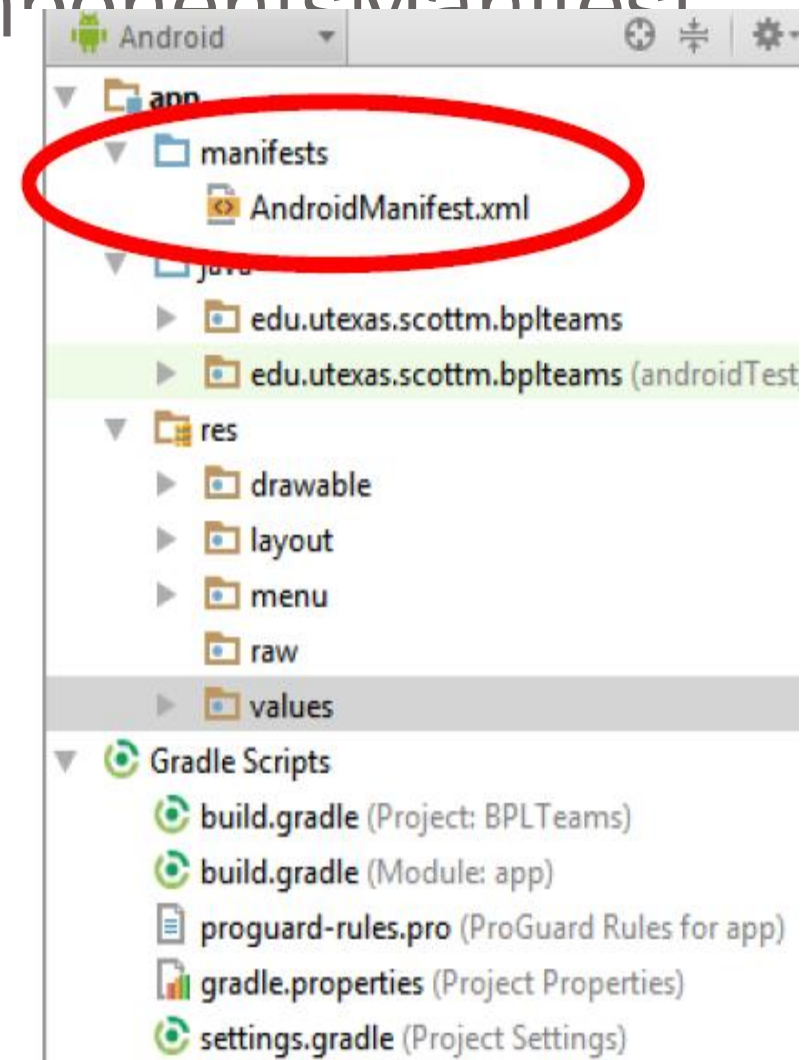 Android
app
manifests
AndroidManifest.xml
java
edu.utexas.scottm.bplteams
edu.utexas.scottm.bplteams (androidTest)
res
drawable
layout
menu
raw
values
Gradle Scripts
build.gradle (Project: BPLTeams)
build.gradle (Module: app)
proguard-rules.pro (ProGuard Rules for app)
gradle.properties (Project Properties)
settings.gradle (Project Settings)